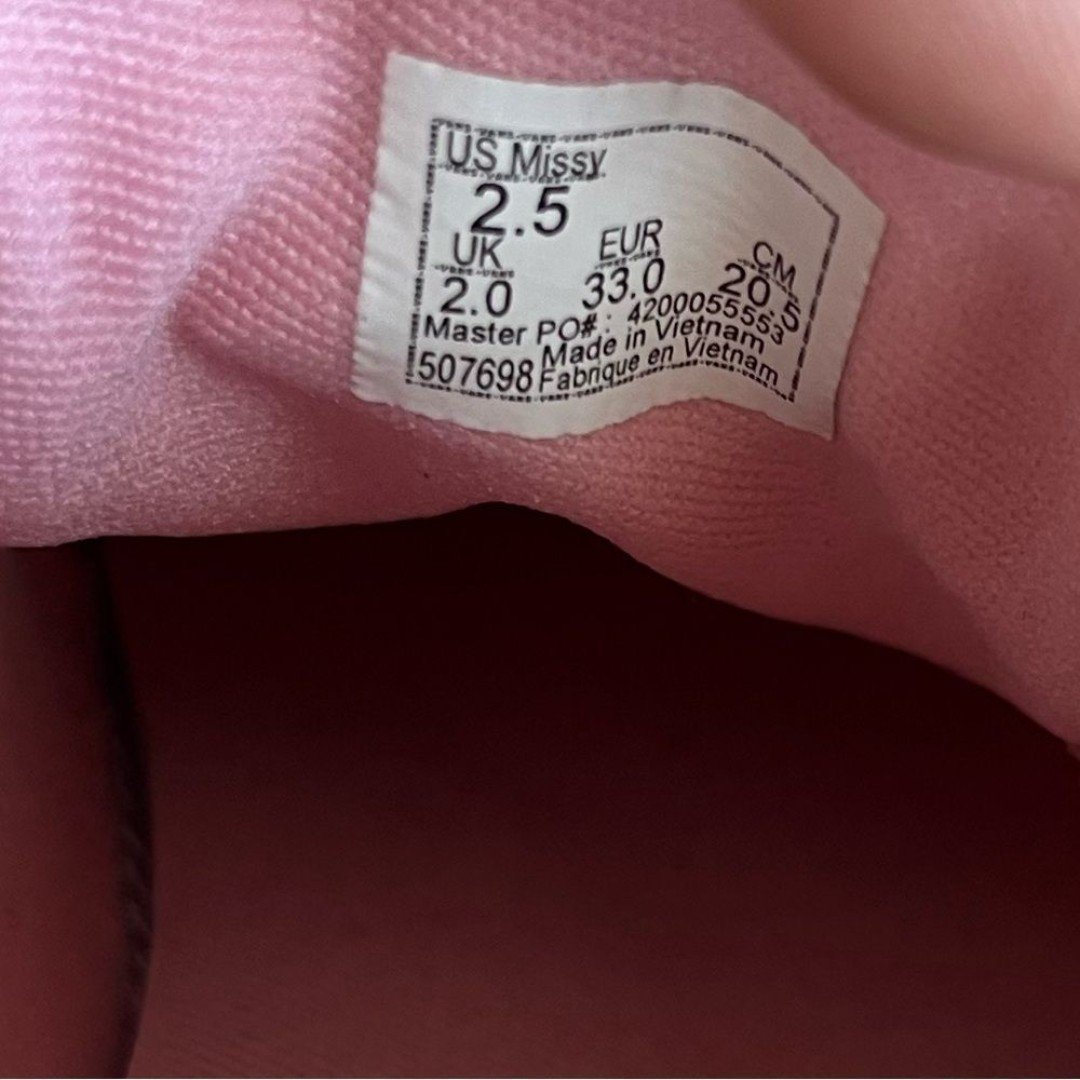 US Missy
2.5
UK EUR CM
2.0 33.0 20.5
Master PO#: 4200055553
507698 Made in Vietnam
Fabrique en Vietnam